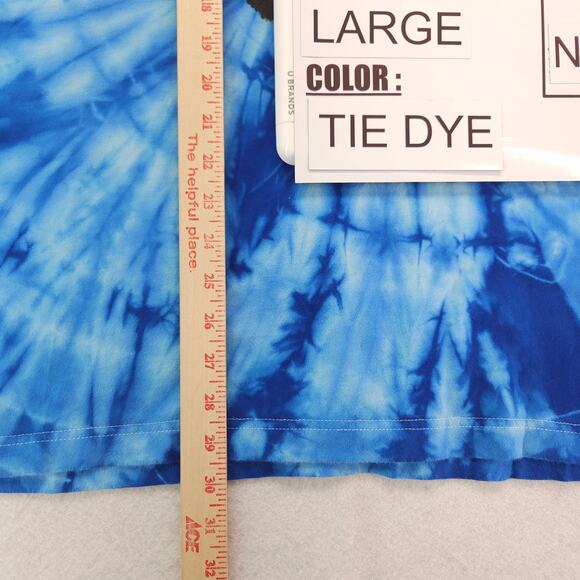 LARGE
COLOR :
TIE DYE
N
U BRANDS
The helpful place.
18
19
20
21
22
23
24
25
26
27
28
29
30
31
32
ACE